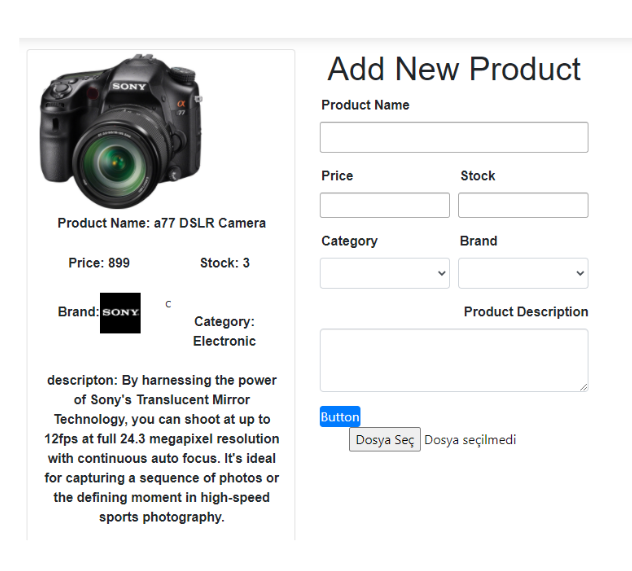 SONY
α
77
Product Name: a77 DSLR Camera
Price: 899
Stock: 3
Brand:
SONY
c
Category:
Electronic
descripton: By harnessing the power
of Sony's Translucent Mirror
Technology, you can shoot at up to
12fps at full 24.3 megapixel resolution
with continuous auto focus. It's ideal
for capturing a sequence of photos or
the defining moment in high-speed
sports photography.
Add New Product
Product Name
Price
Stock
Category
Brand
Product Description
Button
Dosya Seç Dosya seçilmedi